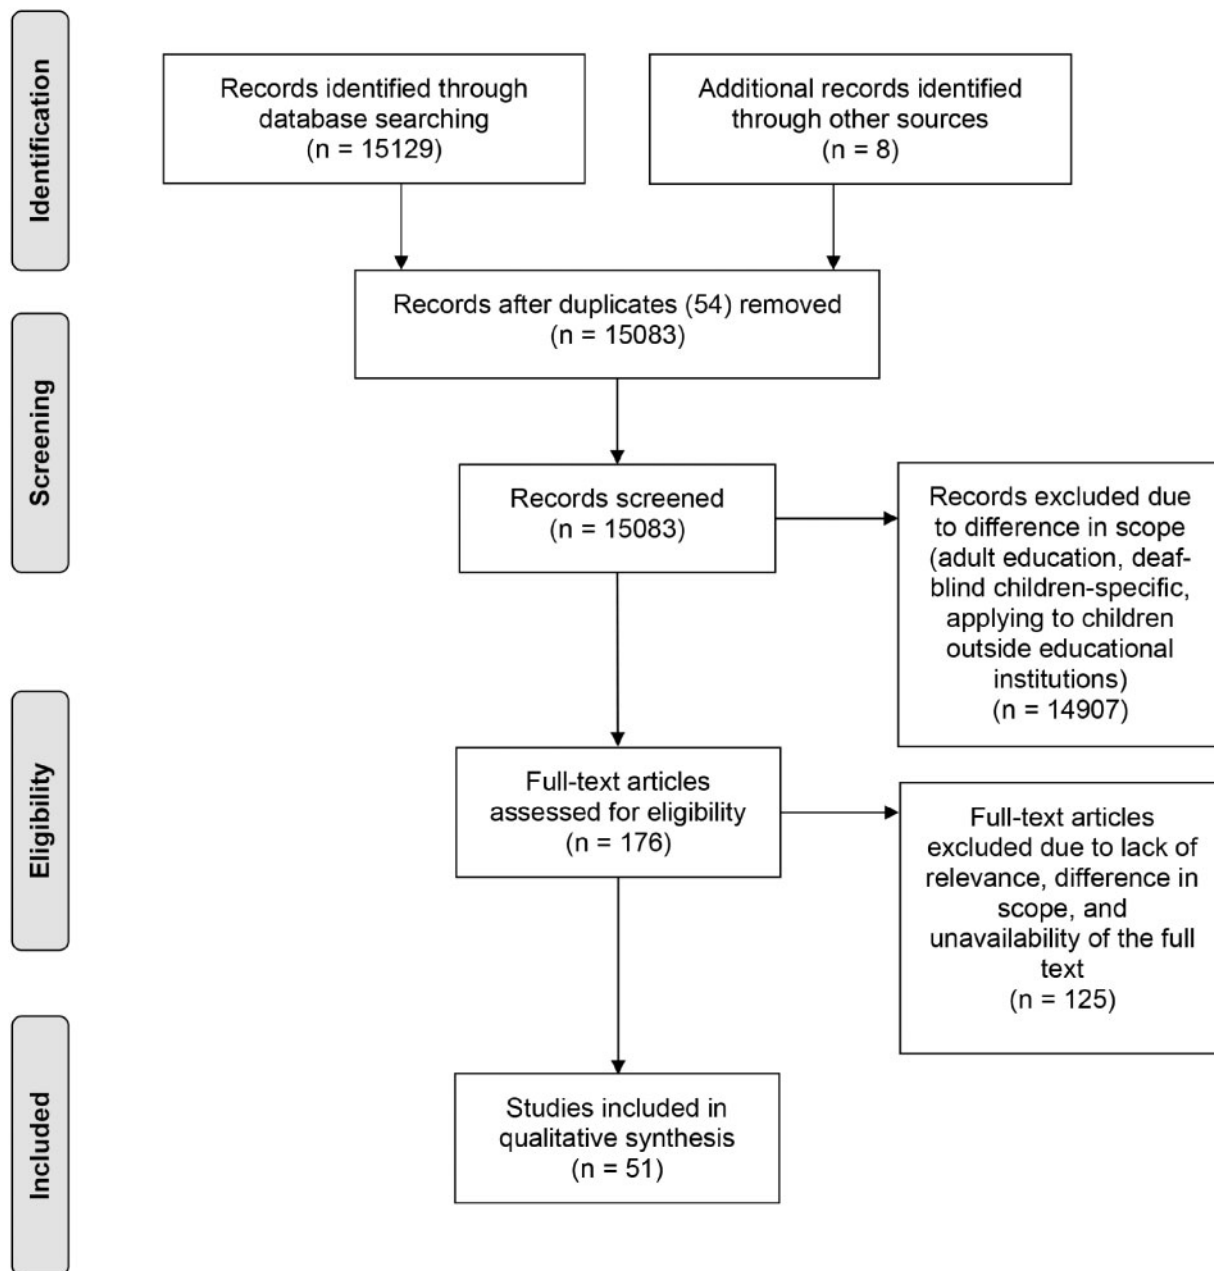 Identification
Records identified through
database searching
(n = 15129)
Additional records identified
through other sources
(n = 8)
Records after duplicates (54) removed
(n = 15083)
Screening
Records screened
(n = 15083)
Records excluded due
to difference in scope
(adult education, deaf-
blind children-specific,
applying to children
outside educational
institutions)
(n = 14907)
Eligibility
Full-text articles
assessed for eligibility
(n = 176)
Full-text articles
excluded due to lack of
relevance, difference in
scope, and
unavailability of the full
text
(n = 125)
Included
Studies included in
qualitative synthesis
(n = 51)